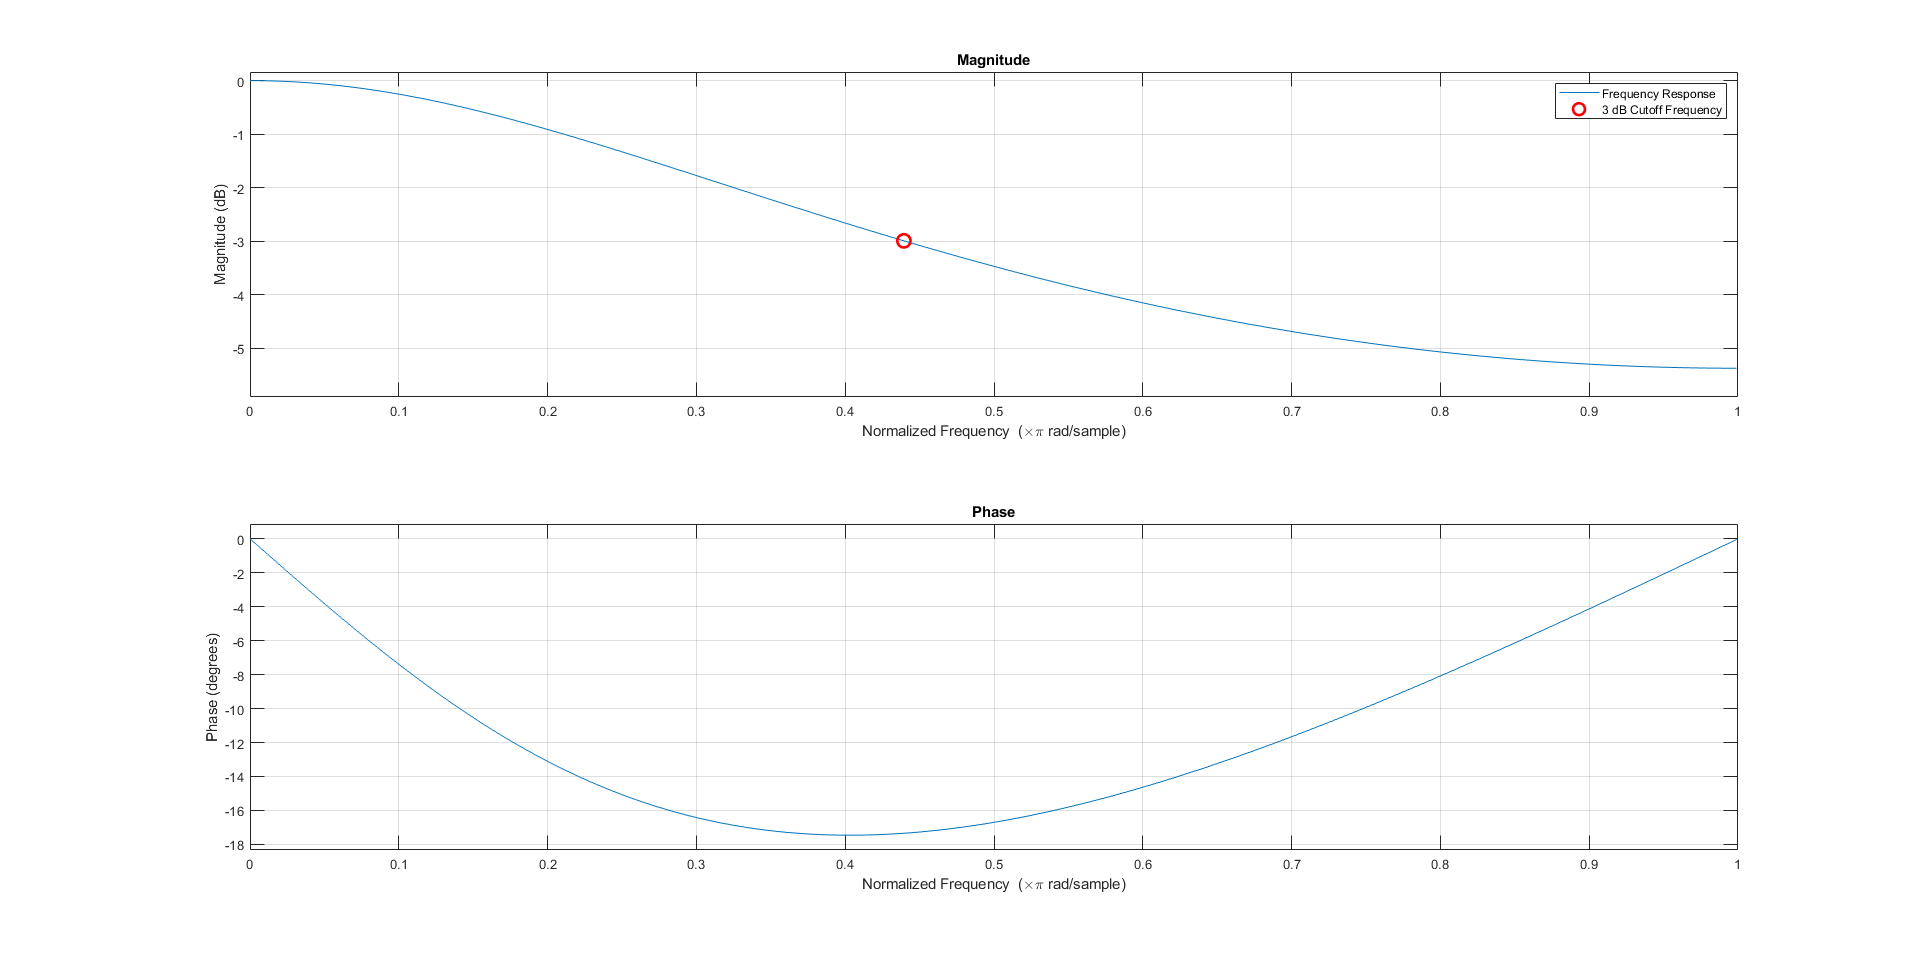 Magnitude
Frequency Response
3 dB Cutoff Frequency
0
-1
-2
-3
-4
-5
Magnitude (dB)
0 0.1 0.2 0.3 0.4 0.5 0.6 0.7 0.8 0.9 1
Normalized Frequency (×π rad/sample)
Phase
0
-2
-4
-6
-8
-10
-12
-14
-16
-18
Phase (degrees)
0 0.1 0.2 0.3 0.4 0.5 0.6 0.7 0.8 0.9 1
Normalized Frequency (×π rad/sample)